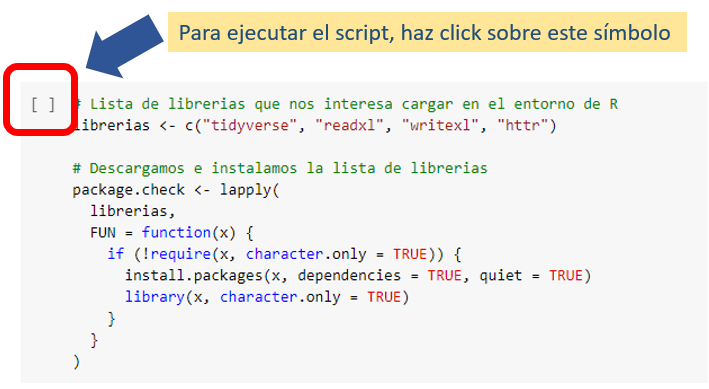 Para ejecutar el script, haz click sobre este símbolo
[ ] # Lista de librerias que nos interesa cargar en el entorno de R
librerias <- c("tidyverse", "readxl", "writexl", "httr")

# Descargamos e instalamos la lista de librerias
package.check <- lapply(
  librerias,
  FUN = function(x) {
    if (!require(x, character.only = TRUE)) {
      install.packages(x, dependencies = TRUE, quiet = TRUE)
      library(x, character.only = TRUE)
    }
  }
)